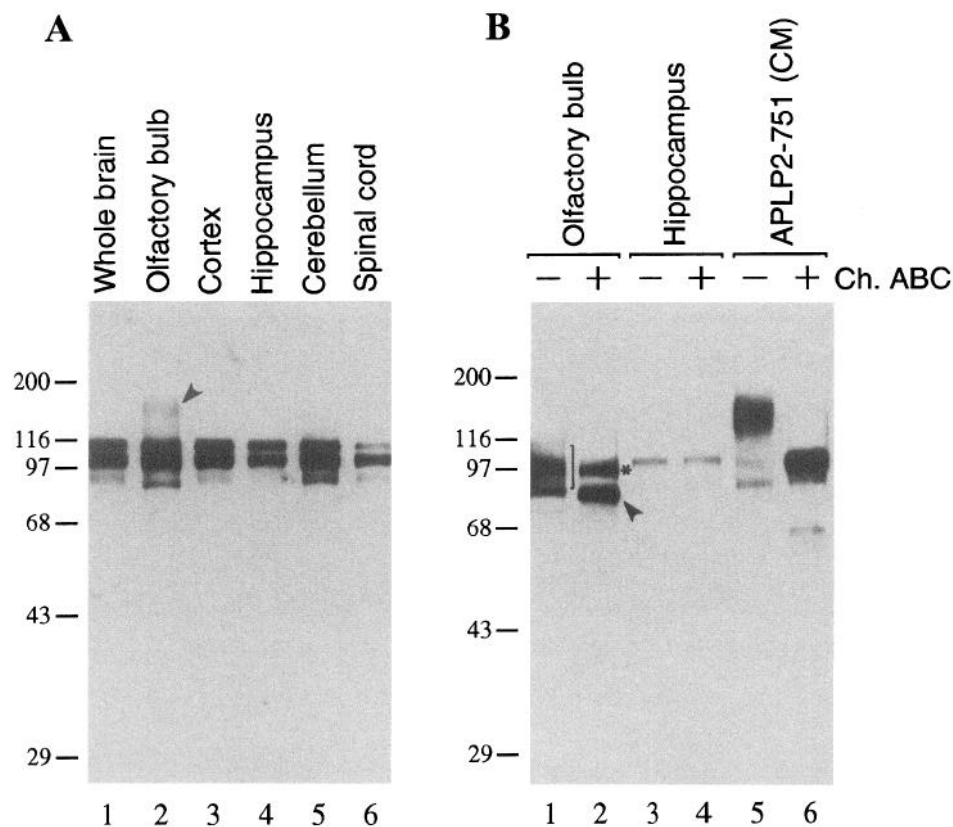 A
Whole brain
Olfactory bulb
Cortex
Hippocampus
Cerebellum
Spinal cord
200
116
97
68
43
29
1 2 3 4 5 6
B
Olfactory bulb
Hippocampus
APLP2-751 (CM)
− + − + − + Ch. ABC
200
116
97
*
68
43
29
1 2 3 4 5 6